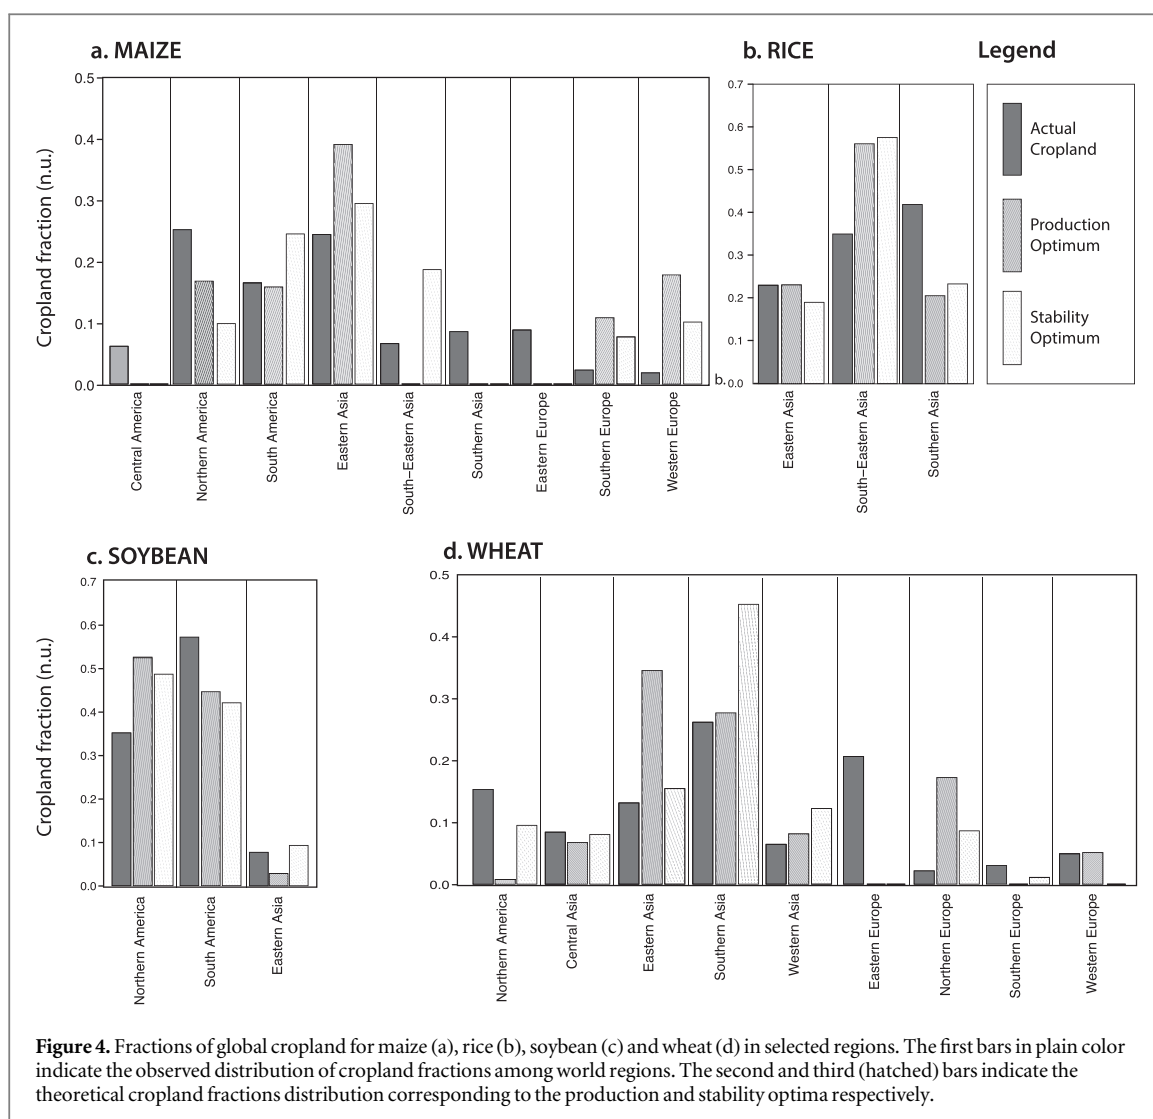 a. MAIZE
Cropland fraction (n.u.)
0.5
0.4
0.3
0.2
0.1
0.0
Central America
Northern America
South America
Eastern Asia
South−Eastern Asia
Southern Asia
Eastern Europe
Southern Europe
Western Europe
b. RICE
0.7
0.6
0.5
0.4
0.3
0.2
0.1
b.
0.0
Eastern Asia
South−Eastern Asia
Southern Asia
Legend
Actual
Cropland
Production
Optimum
Stability
Optimum
c. SOYBEAN
Cropland fraction (n.u.)
0.7
0.6
0.5
0.4
0.3
0.2
0.1
0.0
Northern America
South America
Eastern Asia
d. WHEAT
0.5
0.4
0.3
0.2
0.1
0.0
Northern America
Central Asia
Eastern Asia
Southern Asia
Western Asia
Eastern Europe
Northern Europe
Southern Europe
Western Europe
Figure 4. Fractions of global cropland for maize (a), rice (b), soybean (c) and wheat (d) in selected regions. The first bars in plain color
indicate the observed distribution of cropland fractions among world regions. The second and third (hatched) bars indicate the
theoretical cropland fractions distribution corresponding to the production and stability optima respectively.